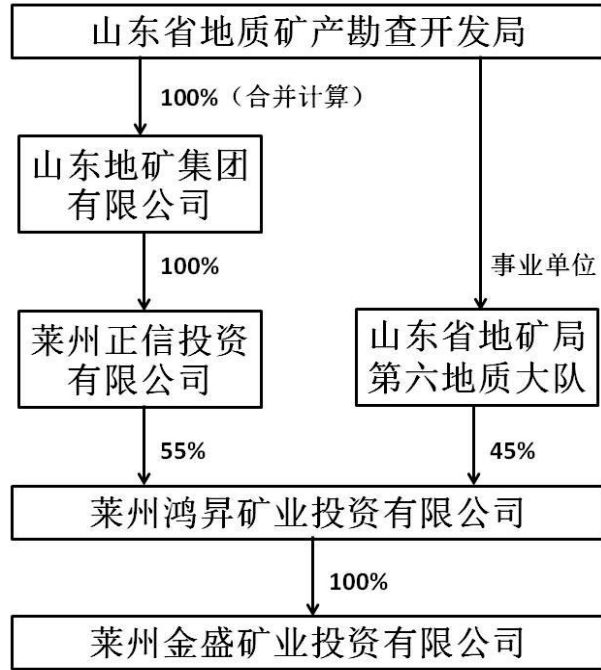 山东省地质矿产勘查开发局
100%（合并计算）
山东地矿集团
有限公司
100%
事业单位
莱州正信投资
有限公司
山东省地矿局
第六地质大队
55%
45%
莱州鸿昇矿业投资有限公司
100%
莱州金盛矿业投资有限公司